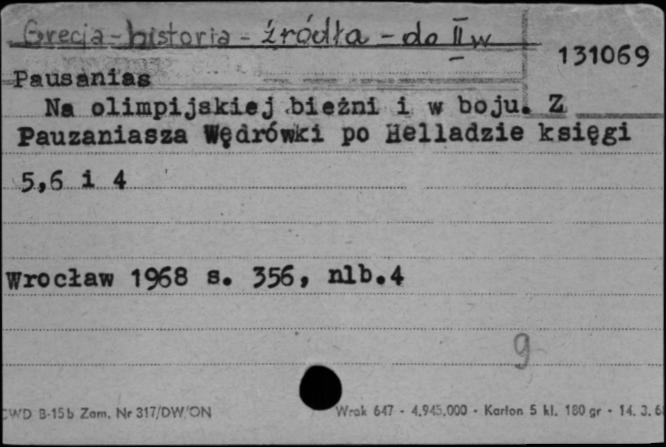 Grecja - historia - źródła - do II w
131069
Pausanias
Na olimpijskiej bieżni i w boju. Z
Pauzaniasza Wędrówki po Helladzie księgi
5,6 i 4
Wrocław 1968 s. 356, nlb.4
g
CWD B-15b Zam. Nr 317/DW/ON Wrak 647 - 4.945.000 - Karton 5 kl. 180 gr - 14. 3. 6